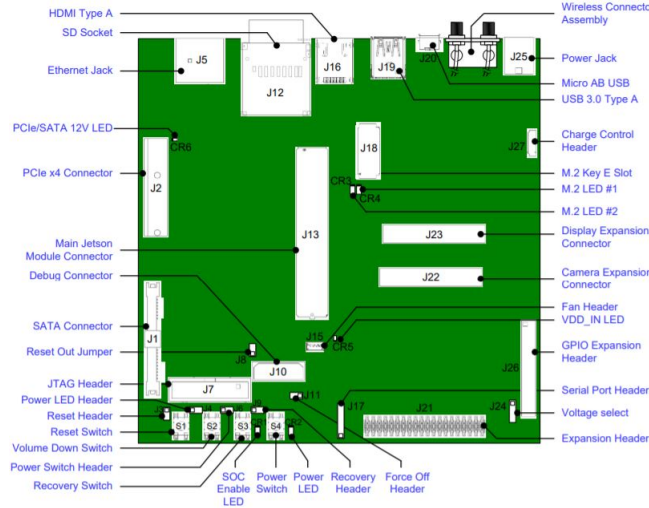 HDMI Type A
SD Socket
Ethernet Jack
PCIe/SATA 12V LED
PCIe x4 Connector
Main Jetson
Module Connector
Debug Connector
SATA Connector
Reset Out Jumper
JTAG Header
Power LED Header
Reset Header
Reset Switch
Volume Down Switch
Power Switch Header
Recovery Switch
SOC
Enable
LED
Power
Switch
Power
LED
Recovery
Header
Force Off
Header
Wireless Connecto
Assembly
Power Jack
Micro AB USB
USB 3.0 Type A
Charge Control
Header
M.2 Key E Slot
M.2 LED #1
M.2 LED #2
Display Expansion
Connector
Camera Expansion
Connector
Fan Header
VDD_IN LED
GPIO Expansion
Header
Serial Port Header
Voltage select
Expansion Header
J5
J12
J16
J19
J20
J25
CR6
J2
J18
J27
CR3
CR4
J13
J23
J22
J1
J15
CR5
J8
J10
J26
J7
J11
J17
J21
J24
S1
S2
S3
CR1
S4
CR2